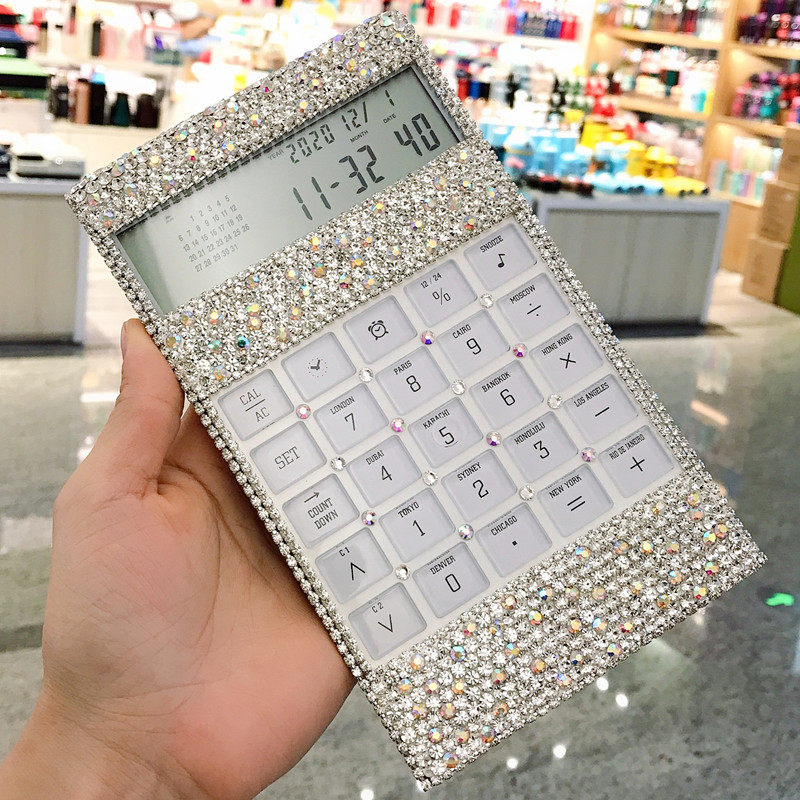 2020 12/ 1
YEAR MONTH DATE
11-32 40
1 2 3 4 5
6 7 8 9 10 11 12
13 14 15 16 17 18 19
20 21 22 23 24 25 26
27 28 29 30 31
SNOOZE
♪
12 / 24
%
MOSCOW
÷
CAIRO
9
PARIS
8
LONDON
7
CAL
AC
HONG KONG
×
BANGKOK
6
KARACHI
5
DUBAI
4
SET
LOS ANGELES
−
HONOLULU
3
SYDNEY
2
TOKYO
1
→
COUNT
DOWN
RIO DE JANEIRO
+
NEW YORK
=
CHICAGO
.
DENVER
0
C1
∧
C2
∨